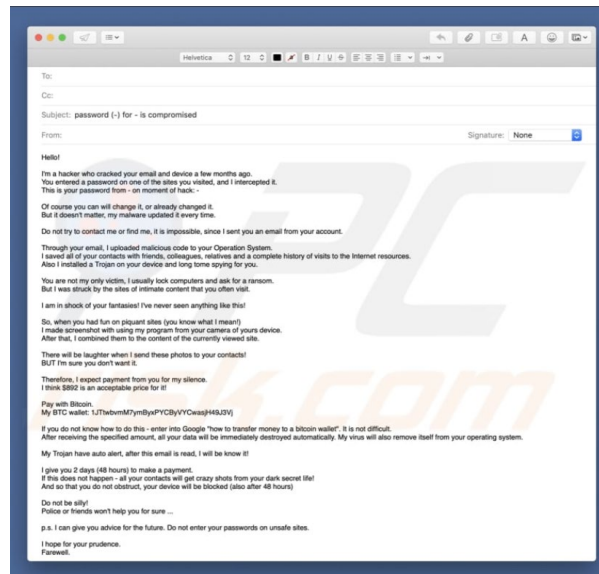 Helvetica 12
To:
Cc:
Subject: password (-) for - is compromised
From: Signature: None
Hello!
I'm a hacker who cracked your email and device a few months ago.
You entered a password on one of the sites you visited, and I intercepted it.
This is your password from - on moment of hack: -
Of course you can will change it, or already changed it.
But it doesn't matter, my malware updated it every time.
Do not try to contact me or find me, it is impossible, since I sent you an email from your account.
Through your email, I uploaded malicious code to your Operation System.
I saved all of your contacts with friends, colleagues, relatives and a complete history of visits to the Internet resources.
Also I installed a Trojan on your device and long tome spying for you.
You are not my only victim, I usually lock computers and ask for a ransom.
But I was struck by the sites of intimate content that you often visit.
I am in shock of your fantasies! I've never seen anything like this!
So, when you had fun on piquant sites (you know what I mean!)
I made screenshot with using my program from your camera of yours device.
After that, I combined them to the content of the currently viewed site.
There will be laughter when I send these photos to your contacts!
BUT I'm sure you don't want it.
Therefore, I expect payment from you for my silence.
I think $892 is an acceptable price for it!
Pay with Bitcoin.
My BTC wallet: 1JTtwbvmM7ymByxPYCByVYCwasjH49J3Vj
If you do not know how to do this - enter into Google "how to transfer money to a bitcoin wallet". It is not difficult.
After receiving the specified amount, all your data will be immediately destroyed automatically. My virus will also remove itself from your operating system.
My Trojan have auto alert, after this email is read, I will be know it!
I give you 2 days (48 hours) to make a payment.
If this does not happen - all your contacts will get crazy shots from your dark secret life!
And so that you do not obstruct, your device will be blocked (also after 48 hours)
Do not be silly!
Police or friends won't help you for sure ...
p.s. I can give you advice for the future. Do not enter your passwords on unsafe sites.
I hope for your prudence.
Farewell.